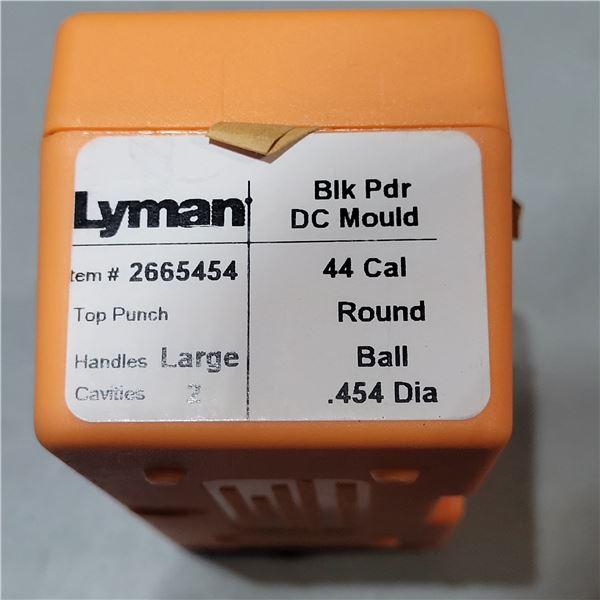 Lyman
Blk Pdr
DC Mould
tem # 2665454
44 Cal
Top Punch
Round
Handles Large
Ball
Cavities 2
.454 Dia